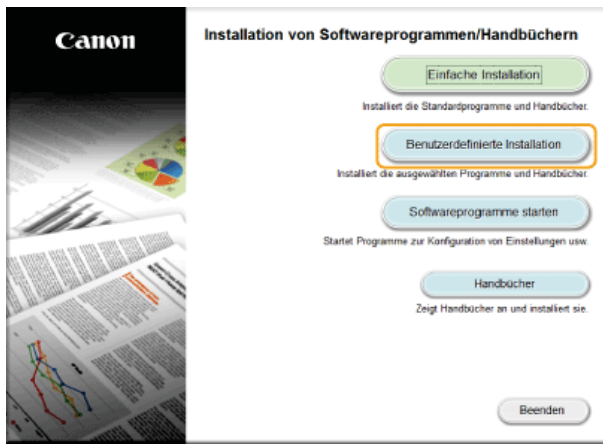 Canon
Installation von Softwareprogrammen/Handbüchern
Einfache Installation
Installiert die Standardprogramme und Handbücher.
Benutzerdefinierte Installation
Installiert die ausgewählten Programme und Handbücher.
Softwareprogramme starten
Startet Programme zur Konfiguration von Einstellungen usw.
Handbücher
Zeigt Handbücher an und installiert sie.
Beenden